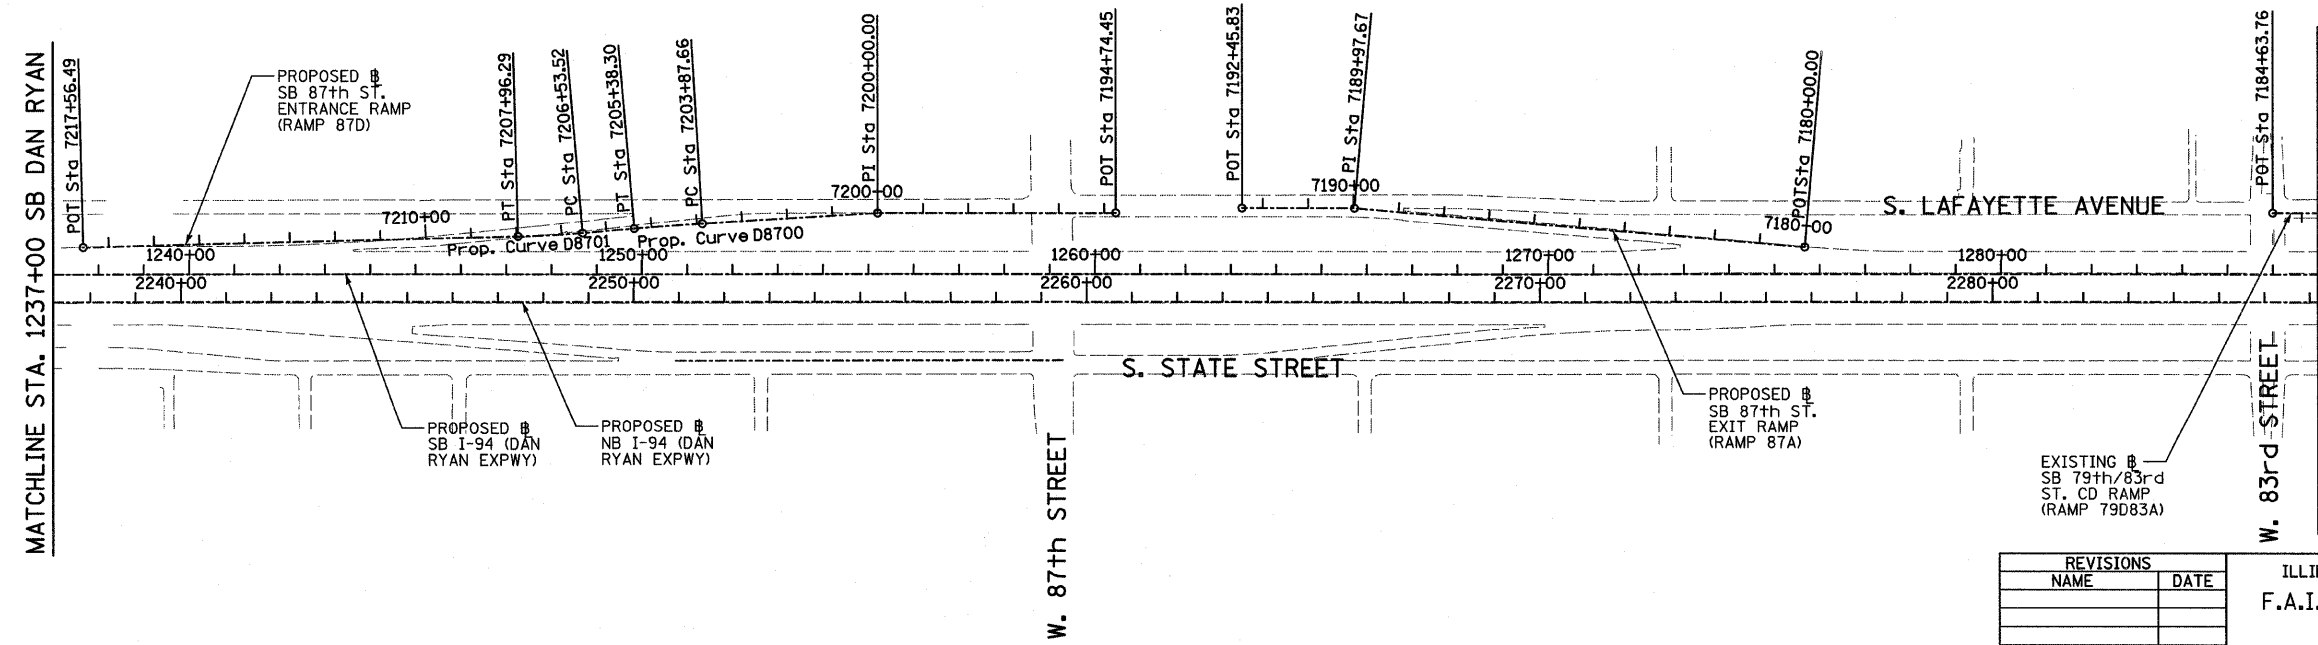 MATCHLINE STA. 1237+00 SB DAN RYAN
POT Sta 7217+56.49
PROPOSED ℄
SB 87th ST.
ENTRANCE RAMP
(RAMP 87D)
PT Sta 7207+96.29
PC Sta 7206+53.52
PT Sta 7205+38.30
PC Sta 7203+87.66
PI Sta 7200+00.00
POT Sta 7194+74.45
POT Sta 7192+45.83
PI Sta 7189+97.67
POTSta 7180+00.00
POT Sta 7184+63.76
7210+00
7200+00
7190+00
7180+00
S. LAFAYETTE AVENUE
Prop. Curve D8701
Prop. Curve D8700
1240+00
1250+00
1260+00
1270+00
1280+00
2240+00
2250+00
2260+00
2270+00
2280+00
S. STATE STREET
PROPOSED
SB I-94 (DAN
RYAN EXPWY)
PROPOSED
NB I-94 (DAN
RYAN EXPWY)
W. 87th STREET
PROPOSED
SB 87th ST.
EXIT RAMP
(RAMP 87A)
EXISTING
SB 79th/83rd
ST. CD RAMP
(RAMP 79D83A)
W. 83rd STREET
REVISIONS
NAME DATE
ILLI
F.A.I.